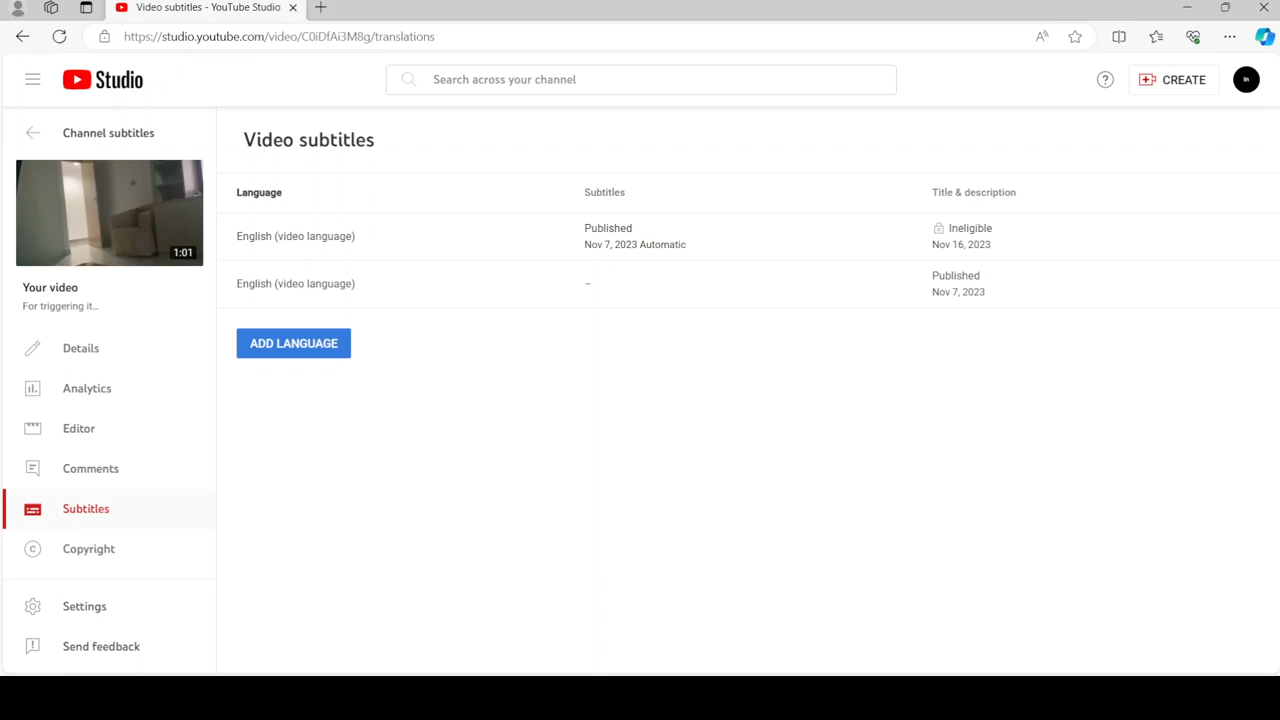 Video subtitles - YouTube Studio
https://studio.youtube.com/video/C0iDfAi3M8g/translations
Studio
Search across your channel
CREATE
in
Channel subtitles
Video subtitles
1:01
Language
Subtitles
Title & description
English (video language)
Published
Nov 7, 2023 Automatic
Ineligible
Nov 16, 2023
English (video language)
–
Published
Nov 7, 2023
ADD LANGUAGE
Your video
For triggering it...
Details
Analytics
Editor
Comments
Subtitles
Copyright
Settings
Send feedback